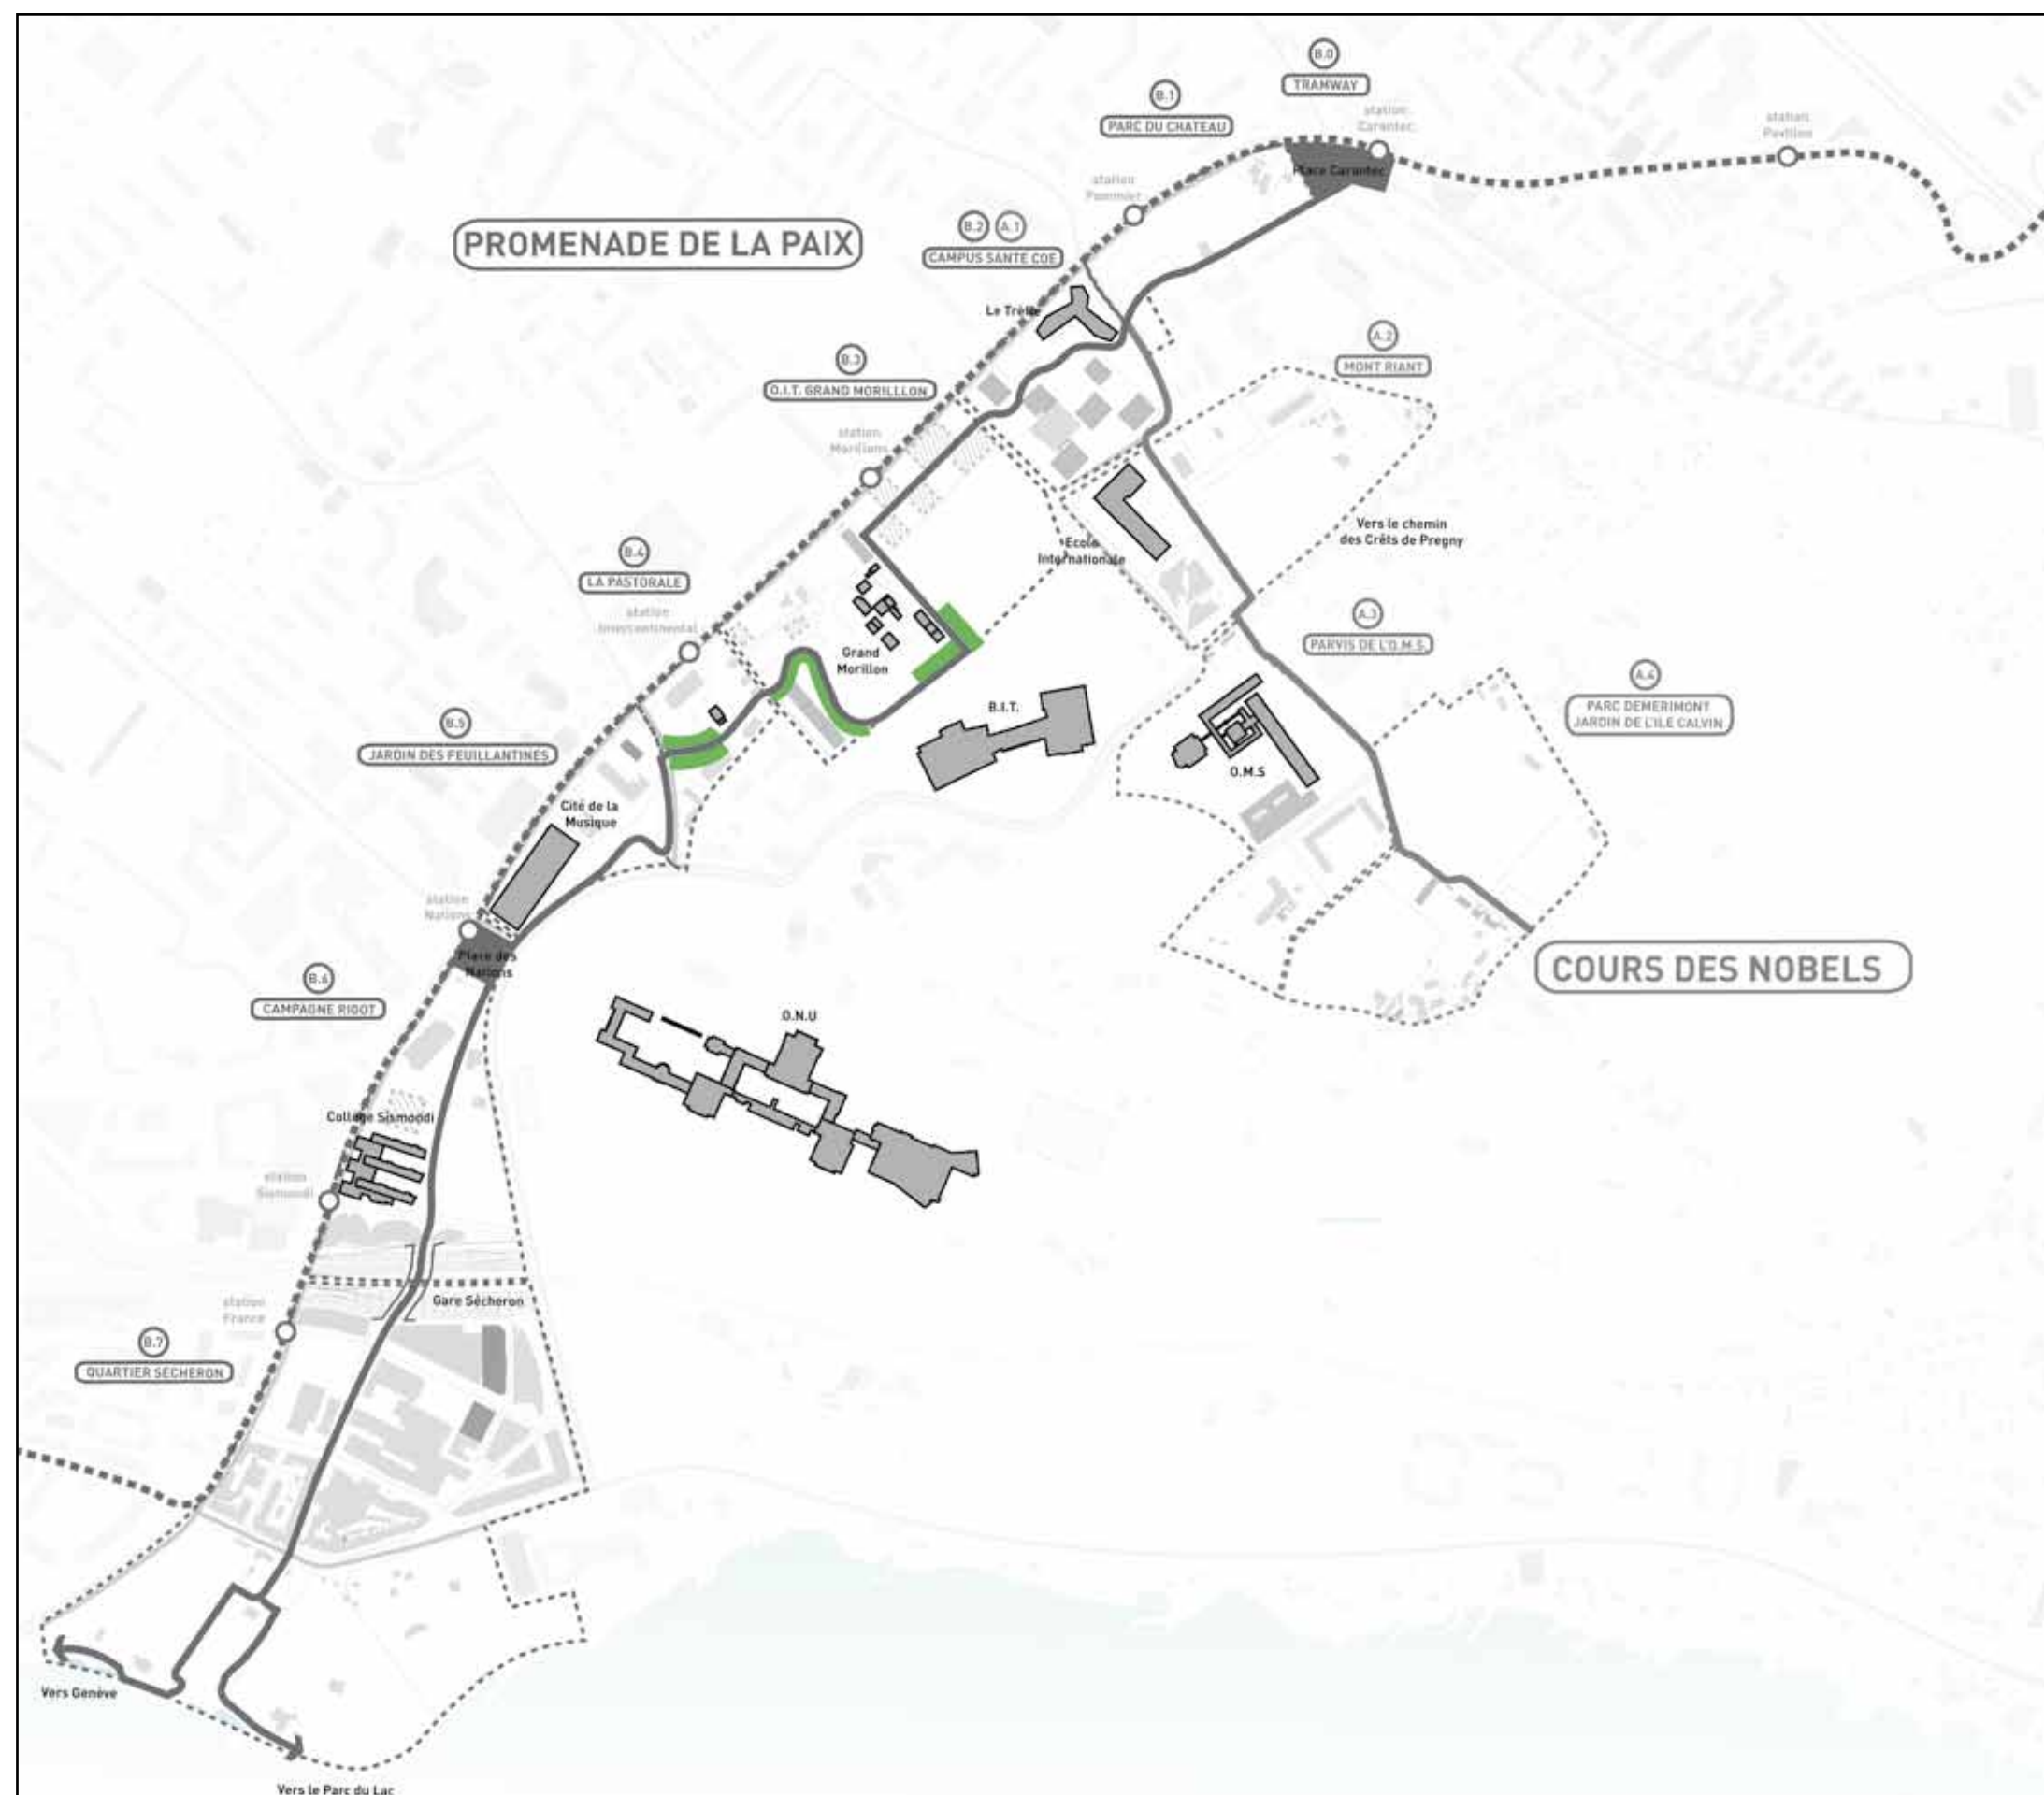 B.0
TRAMWAY
station
Carantec
B.1
PARC DU CHATEAU
station
Pavillon
Place Carantec
station
Pommier
PROMENADE DE LA PAIX
B.2 A.1
CAMPUS SANTE COE
Le Trèfle
A.2
MONT RIANT
B.3
O.I.T. GRAND MORILLLON
station
Morillons
Vers le chemin
des Crêts de Pregny
Ecole
Internationale
B.4
LA PASTORALE
station
Intercontinental
A.3
PARVIS DE L'O.M.S.
Grand
Morillon
A.4
PARC DEMERIMONT
JARDIN DE L'ILE CALVIN
B.I.T.
B.5
JARDIN DES FEUILLANTINES
O.M.S
Cité de la
Musique
station
Nations
Place des
Nations
COURS DES NOBELS
B.6
CAMPAGNE RIGOT
O.N.U
Collège Sismondi
station
Sismondi
Gare Sécheron
station
France
B.7
QUARTIER SECHERON
Vers Genève
Vers le Parc du Lac